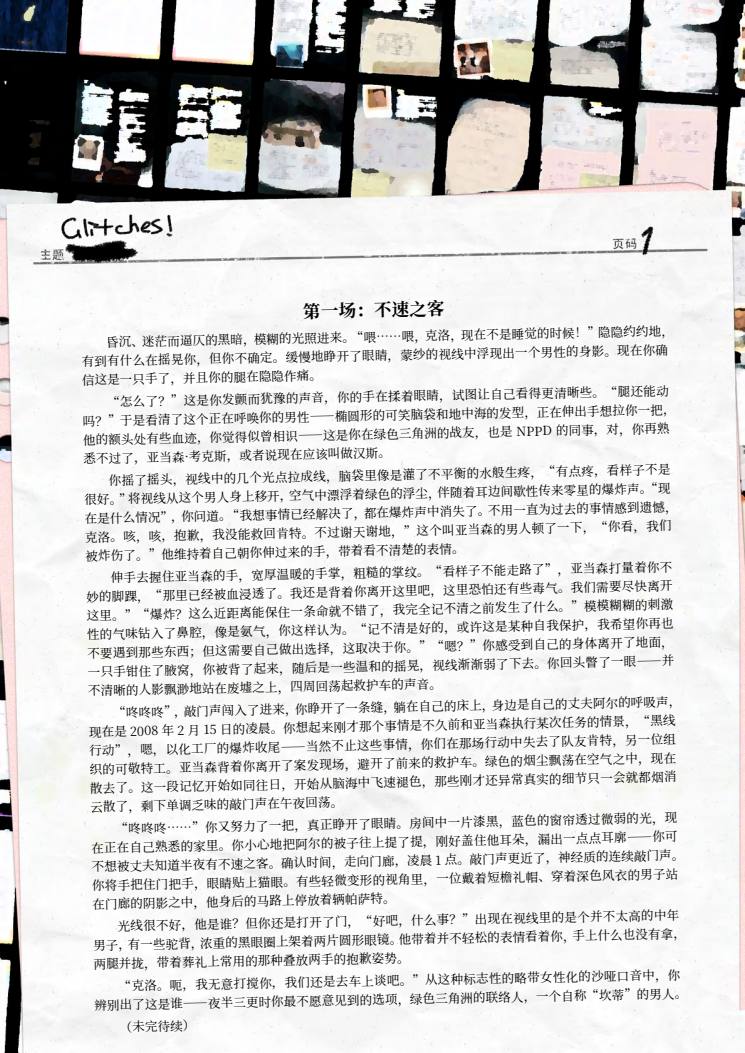 Glitches!
主题
页码 1
第一场：不速之客
昏沉、迷茫而逼仄的黑暗，模糊的光照进来。“喂……喂，克洛，现在不是睡觉的时候！”隐隐约约地，
有到有什么在摇晃你，但你不确定。缓慢地睁开了眼睛，蒙纱的视线中浮现出一个男性的身影。现在你确
信这是一只手了，并且你的腿在隐隐作痛。
“怎么了？”这是你发颤而犹豫的声音，你的手在揉着眼睛，试图让自己看得更清晰些。“腿还能动
吗？”于是看清了这个正在呼唤你的男性——椭圆形的可笑脑袋和地中海的发型，正在伸出手想拉你一把，
他的额头处有些血迹，你觉得似曾相识——这是你在绿色三角洲的战友，也是 NPPD 的同事，对，你再熟
悉不过了，亚当森·考克斯，或者说现在应该叫做汉斯。
你摇了摇头，视线中的几个光点拉成线，脑袋里像是灌了不平衡的水般生疼，“有点疼，看样子不是
很好。”将视线从这个男人身上移开，空气中漂浮着绿色的浮尘，伴随着耳边间歇性传来零星的爆炸声。“现
在是什么情况”，你问道。“我想事情已经解决了，都在爆炸声中消失了。不用一直为过去的事情感到遗憾，
克洛。咳，咳，抱歉，我没能救回肯特。不过谢天谢地，”这个叫亚当森的男人顿了一下，“你看，我们
被炸伤了。”他维持着自己朝你伸过来的手，带着看不清楚的表情。
伸手去握住亚当森的手，宽厚温暖的手掌，粗糙的掌纹。“看样子不能走路了”，亚当森打量着你不
妙的脚踝，“那里已经被血浸透了。我还是背着你离开这里吧，这里恐怕还有些毒气。我们需要尽快离开
这里。”“爆炸？这么近距离能保住一条命就不错了，我完全记不清之前发生了什么。”模模糊糊的刺激
性的气味钻入了鼻腔，像是氨气，你这样认为。“记不清是好的，或许这是某种自我保护，我希望你再也
不要遇到那些东西；但这需要自己做出选择，这取决于你。”“嗯？”你感受到自己的身体离开了地面，
一只手钳住了腋窝，你被背了起来，随后是一些温和的摇晃，视线渐渐弱了下去。你回头瞥了一眼——并
不清晰的人影飘渺地站在废墟之上，四周回荡起救护车的声音。
“咚咚咚”，敲门声闯入了进来，你睁开了一条缝，躺在自己的床上，身边是自己的丈夫阿尔的呼吸声，
现在是 2008 年 2 月 15 日的凌晨。你想起来刚才那个事情是不久前和亚当森执行某次任务的情景，“黑线
行动”，嗯，以化工厂的爆炸收尾——当然不止这些事情，你们在那场行动中失去了队友肯特，另一位组
织的可敬特工。亚当森背着你离开了案发现场，避开了前来的救护车。绿色的烟尘飘荡在空气之中，现在
散去了。这一段记忆开始如同往日，开始从脑海中飞速褪色，那些刚才还异常真实的细节只一会就都烟消
云散了，剩下单调乏味的敲门声在午夜回荡。
“咚咚咚……”你又努力了一把，真正睁开了眼睛。房间中一片漆黑，蓝色的窗帘透过微弱的光，现
在正在自己熟悉的家里。你小心地把阿尔的被子往上提了提，刚好盖住他耳朵，漏出一点点耳廓——你可
不想被丈夫知道半夜有不速之客。确认时间，走向门廊，凌晨 1 点。敲门声更近了，神经质的连续敲门声。
你将手把住门把手，眼睛贴上猫眼。有些轻微变形的视角里，一位戴着短檐礼帽、穿着深色风衣的男子站
在门廊的阴影之中，他身后的马路上停放着辆帕萨特。
光线很不好，他是谁？但你还是打开了门，“好吧，什么事？”出现在视线里的是个并不太高的中年
男子，有一些驼背，浓重的黑眼圈上架着两片圆形眼镜。他带着并不轻松的表情看着你，手上什么也没有拿，
两腿并拢，带着葬礼上常用的那种叠放两手的抱歉姿势。
“克洛。呃，我无意打搅你，我们还是去车上谈吧。”从这种标志性的略带女性化的沙哑口音中，你
辨别出了这是谁——夜半三更时你最不愿意见到的选项，绿色三角洲的联络人，一个自称“坎蒂”的男人。
（未完待续）